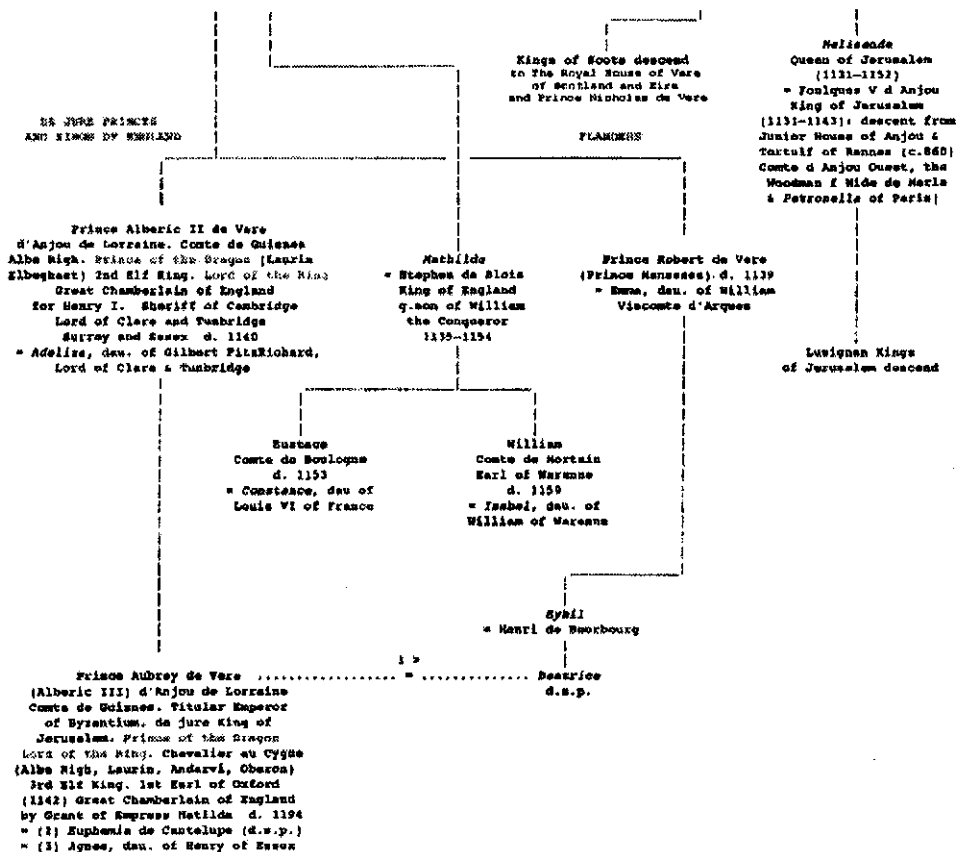 Kings of Scots descend
to The Royal House of Vere
of Scotland and Eire
and Prince Nicholas de Vere
Melisende
Queen of Jerusalem
(1131-1152)
= Foulques V d Anjou
King of Jerusalem
(1131-1143): descent from
Junior House of Anjou &
Tortulf of Rennes (c.860)
Comte d Anjou Ouest, the
Woodman f Nide de Merle
& Petronella of Paris)
DE JURE PRINCES
AND KINGS OF ENGLAND
FLANDERS
Prince Alberic II de Vere
d'Anjou de Lorraine. Comte de Guisnes
Albe Righ. Prince of the Dragon (Laurin
Elbeghast) 2nd Elf King. Lord of the Ring
Great Chamberlain of England
for Henry I. Sheriff of Cambridge
Lord of Clare and Tunbridge
Surrey and Essex d. 1140
= Adeliza, dau. of Gilbert FitzRichard,
Lord of Clare & Tunbridge
Mathilda
= Stephen de Blois
King of England
g.son of William
the Conqueror
1135-1154
Prince Robert de Vere
(Prince Manasses) d. 1139
= Emma, dau. of William
Viscomte d'Arques
Lusignan Kings
of Jerusalem descend
Eustace
Comte de Boulogne
d. 1153
= Constance, dau of
Louis VI of France
William
Comte de Mortain
Earl of Warenne
d. 1159
= Isabel, dau. of
William of Warenne
Sybil
= Henri de Bourbourg
Prince Aubrey de Vere ................ = .............. Beatrice
d.s.p.
(Alberic III) d'Anjou de Lorraine
Comte de Guisnes. Titular Emperor
of Byzantium. de jure King of
Jerusalem. Prince of the Dragon
Lord of the Ring. Chevalier au Cygne
(Albe Righ, Laurin, Andarvi, Oberon)
3rd Elf King. 1st Earl of Oxford
(1142) Great Chamberlain of England
by Grant of Empress Matilda d. 1194
= (2) Euphemia de Cantelupe (d.s.p.)
= (3) Agnes, dau. of Henry of Essex